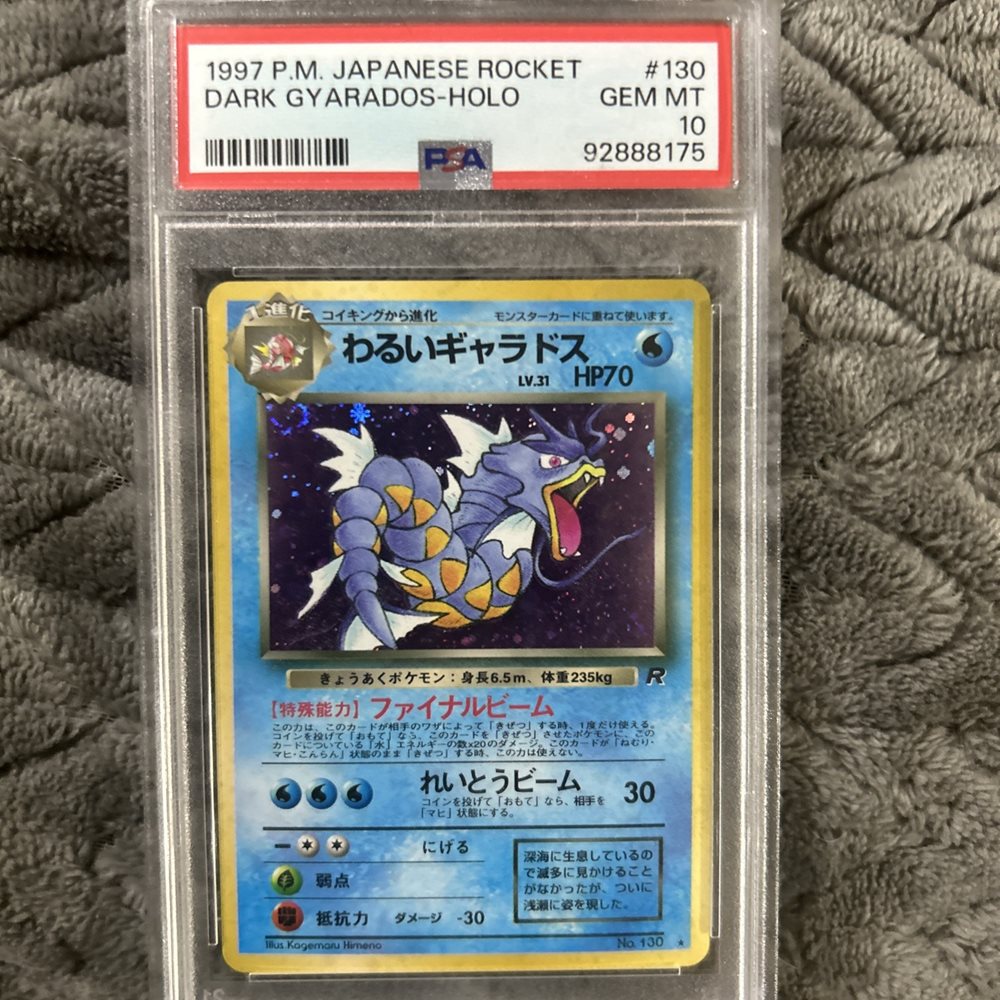 1997 P.M. JAPANESE ROCKET #130
DARK GYARADOS-HOLO GEM MT
10
PSA 92888175
1進化 コイキングから進化 モンスターカードに重ねて使います。
わるいギャラドス
LV.31 HP70
きょうあくポケモン:身長6.5m、体重235kg R
【特殊能力】ファイナルビーム
この力は、このカードが相手のワザによって「きぜつ」する時、1度だけ使える。
コインを投げて「おもて」なら、このカードを「きぜつ」させたポケモンに、この
カードについている「水」エネルギーの数×20のダメージ。このカードが「ねむり・
マヒ・こんらん」状態のまま「きぜつ」する時、この力は使えない。
れいとうビーム 30
コインを投げて「おもて」なら、相手を
「マヒ」状態にする。
にげる
弱点
抵抗力 ダメージ -30
深海に生息しているの
で滅多に見かけること
がなかったが、ついに
浅瀬に姿を現した。
Illus.Kagemaru Himeno No. 130 ★